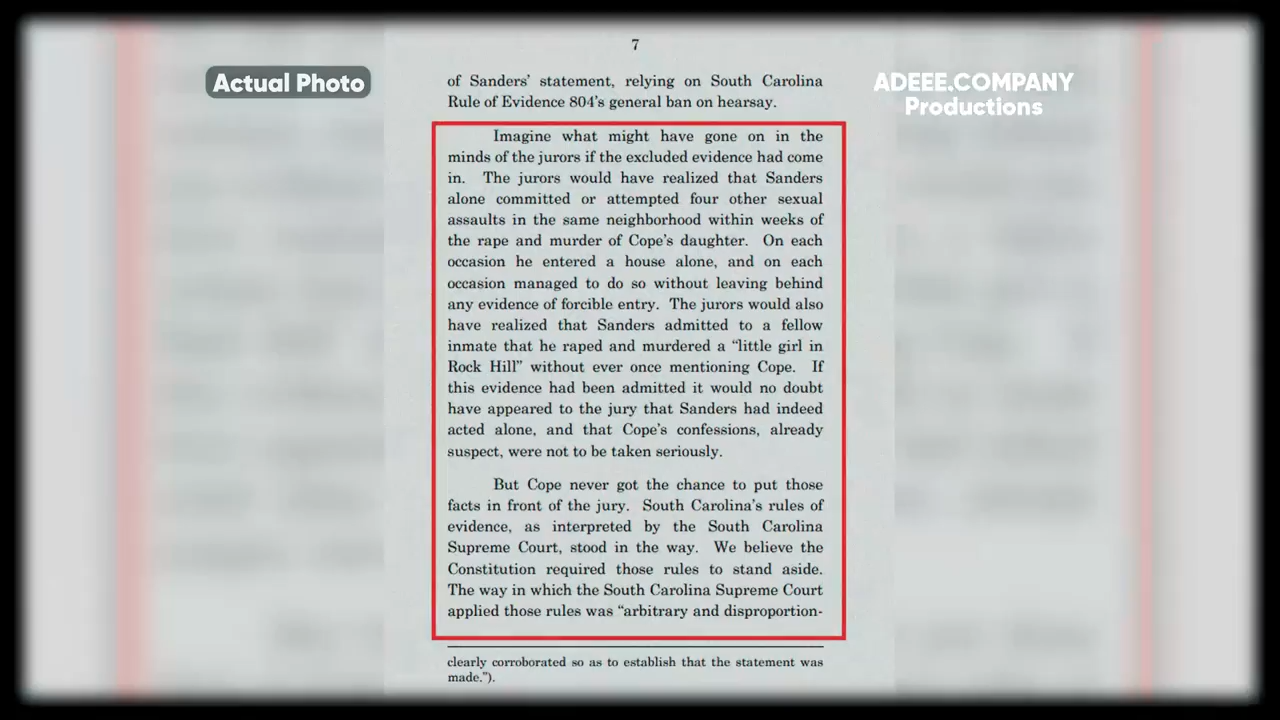 7
Actual Photo
ADEEE.COMPANY
Productions
of Sanders' statement, relying on South Carolina
Rule of Evidence 804's general ban on hearsay.
Imagine what might have gone on in the
minds of the jurors if the excluded evidence had come
in. The jurors would have realized that Sanders
alone committed or attempted four other sexual
assaults in the same neighborhood within weeks of
the rape and murder of Cope's daughter. On each
occasion he entered a house alone, and on each
occasion managed to do so without leaving behind
any evidence of forcible entry. The jurors would also
have realized that Sanders admitted to a fellow
inmate that he raped and murdered a “little girl in
Rock Hill” without ever once mentioning Cope. If
this evidence had been admitted it would no doubt
have appeared to the jury that Sanders had indeed
acted alone, and that Cope's confessions, already
suspect, were not to be taken seriously.
But Cope never got the chance to put those
facts in front of the jury. South Carolina's rules of
evidence, as interpreted by the South Carolina
Supreme Court, stood in the way. We believe the
Constitution required those rules to stand aside.
The way in which the South Carolina Supreme Court
applied those rules was “arbitrary and disproportion-
clearly corroborated so as to establish that the statement was
made.”).